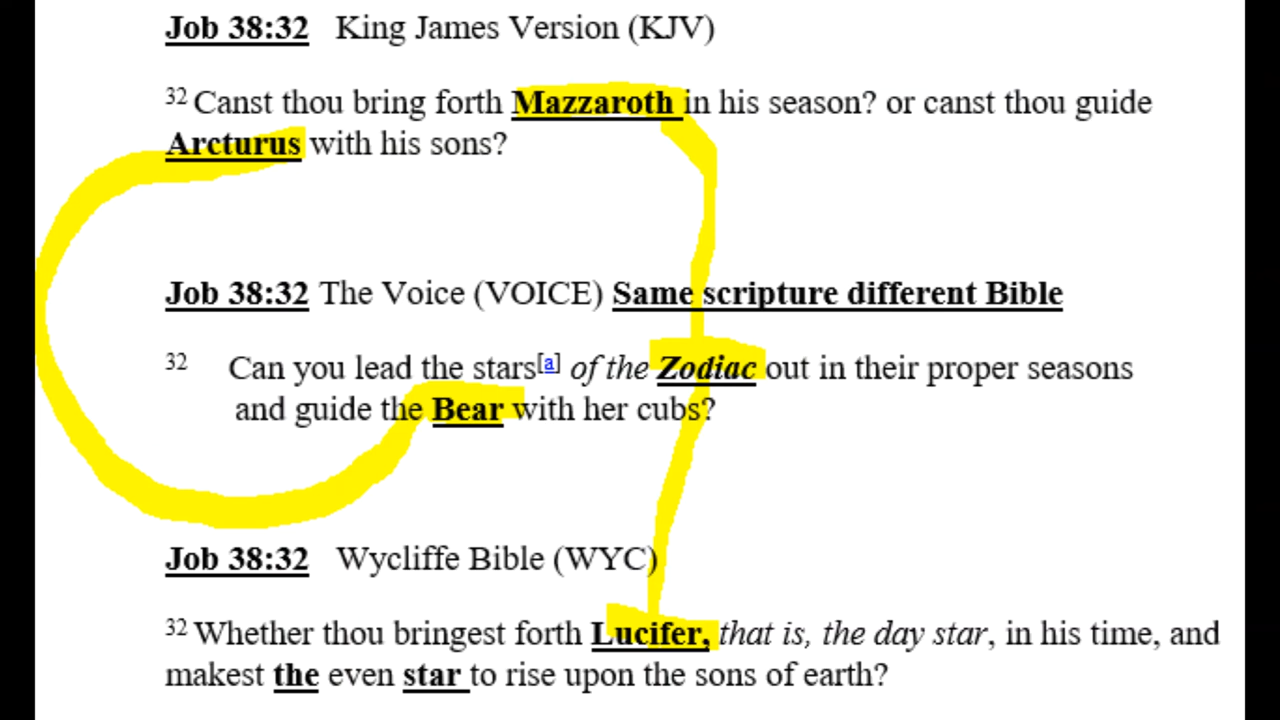 Job 38:32 King James Version (KJV)
32 Canst thou bring forth Mazzaroth in his season? or canst thou guide
Arcturus with his sons?
Job 38:32 The Voice (VOICE) Same scripture different Bible
32 Can you lead the stars[a] of the Zodiac out in their proper seasons
and guide the Bear with her cubs?
Job 38:32 Wycliffe Bible (WYC)
32 Whether thou bringest forth Lucifer, that is, the day star, in his time, and
makest the even star to rise upon the sons of earth?